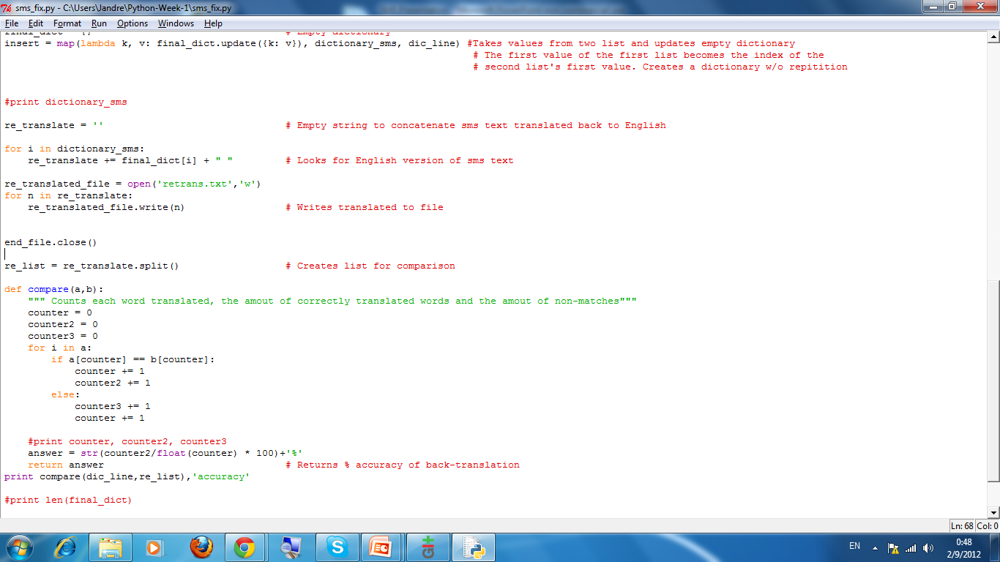 sms_fix.py - C:\Users\Jandre\Python-Week-1\sms_fix.py
File Edit Format Run Options Windows Help
final_dict = {} # Empty dictionary
insert = map(lambda k, v: final_dict.update({k: v}), dictionary_sms, dic_line) #Takes values from two list and updates empty dictionary
# The first value of the first list becomes the index of the
# second list's first value. Creates a dictionary w/o repitition
#print dictionary_sms
re_translate = '' # Empty string to concatenate sms text translated back to English
for i in dictionary_sms:
    re_translate += final_dict[i] + " " # Looks for English version of sms text
re_translated_file = open('retrans.txt','w')
for n in re_translate:
    re_translated_file.write(n) # Writes translated to file
end_file.close()
re_list = re_translate.split() # Creates list for comparison
def compare(a,b):
    """ Counts each word translated, the amout of correctly translated words and the amout of non-matches"""
    counter = 0
    counter2 = 0
    counter3 = 0
    for i in a:
        if a[counter] == b[counter]:
            counter += 1
            counter2 += 1
        else:
            counter3 += 1
            counter += 1
    #print counter, counter2, counter3
    answer = str(counter2/float(counter) * 100)+'%'
    return answer # Returns % accuracy of back-translation
print compare(dic_line,re_list),'accuracy'
#print len(final_dict)
Ln: 68 Col: 0
EN
0:48
2/9/2012